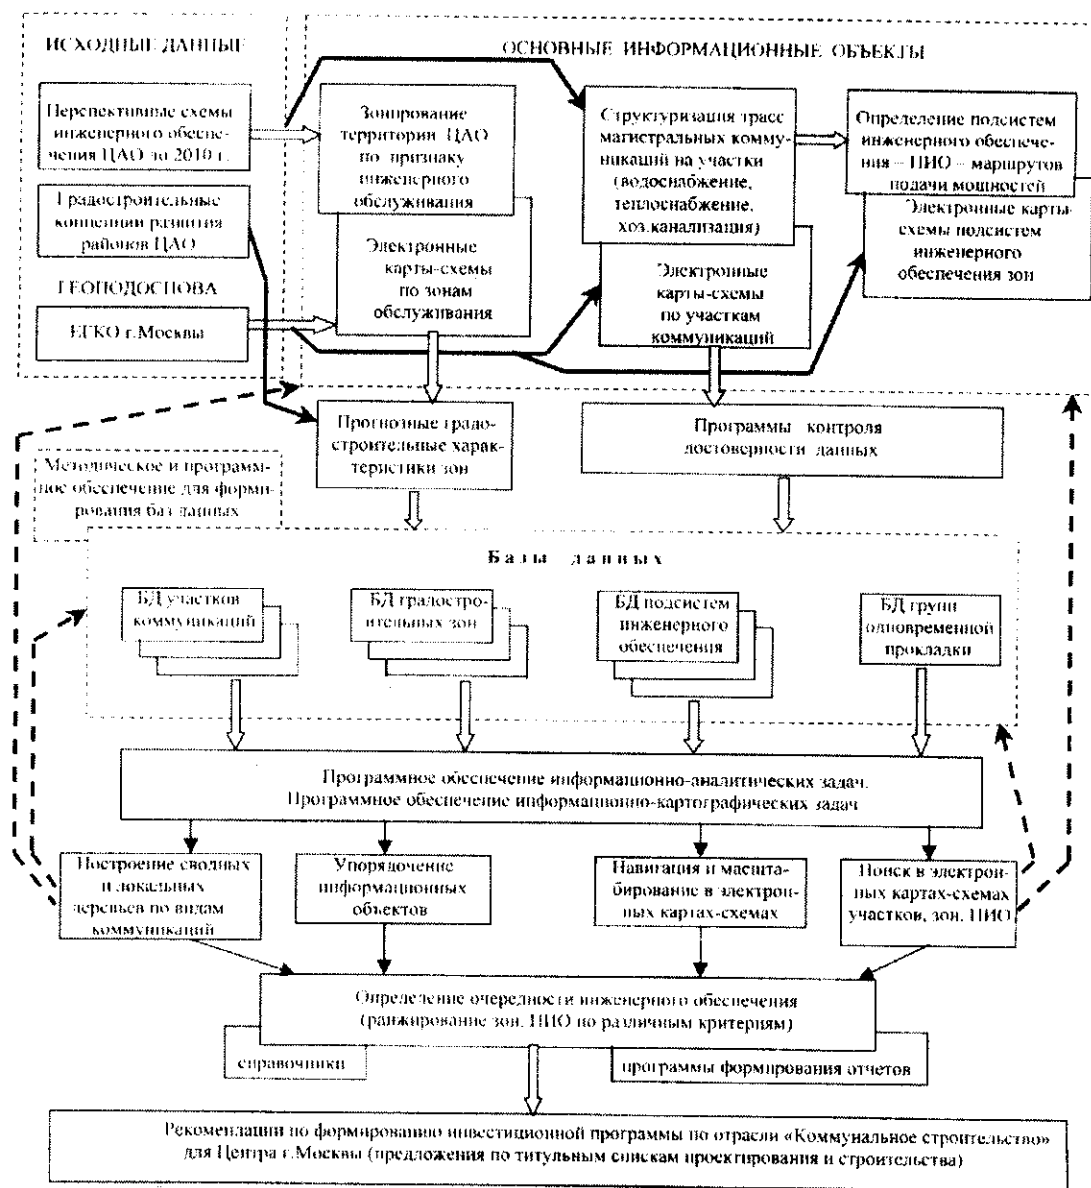 ИСХОДНЫЕ ДАННЫЕ
ОСНОВНЫЕ ИНФОРМАЦИОННЫЕ ОБЪЕКТЫ
Перспективные схемы
инженерного обеспе-
чения ЦАО до 2010 г.
Градостроительные
концепции развития
районов ЦАО
ГЕОПОДОСНОВА
ЕГКО г.Москвы
Зонирование
территории ЦАО
по признаку
инженерного
обслуживания
Электронные
карты-схемы
по зонам
обслуживания
Структуризация трасс
магистральных комму-
никаций на участки
(водоснабжение,
теплоснабжение,
хоз.канализация)
Электронные
карты-схемы
по участкам
коммуникаций
Определение подсистем
инженерного обеспече-
ния – ПИО – маршрутов
подачи мощностей
Электронные карты-
схемы подсистем
инженерного
обеспечения зон
Прогнозные градо-
строительные харак-
теристики зон
Программы контроля
достоверности данных
Методическое и программ-
ное обеспечение для форми-
рования баз данных
Базы данных
БД участков
коммуникаций
БД градостро-
ительных зон
БД подсистем
инженерного
обеспечения
БД групп
одновременной
прокладки
Программное обеспечение информационно-аналитических задач.
Программное обеспечение информационно-картографических задач
Построение сводных
и локальных
деревьев по видам
коммуникаций
Упорядочение
информационных
объектов
Навигация и масшта-
бирование в электрон-
ных картах-схемах
Поиск в электрон-
ных картах-схемах
участков, зон, ПИО
Определение очередности инженерного обеспечения
(ранжирование зон, ПИО по различным критериям)
справочники
программы формирования отчетов
Рекомендации по формированию инвестиционной программы по отрасли «Коммунальное строительство»
для Центра г.Москвы (предложения по титульным спискам проектирования и строительства)